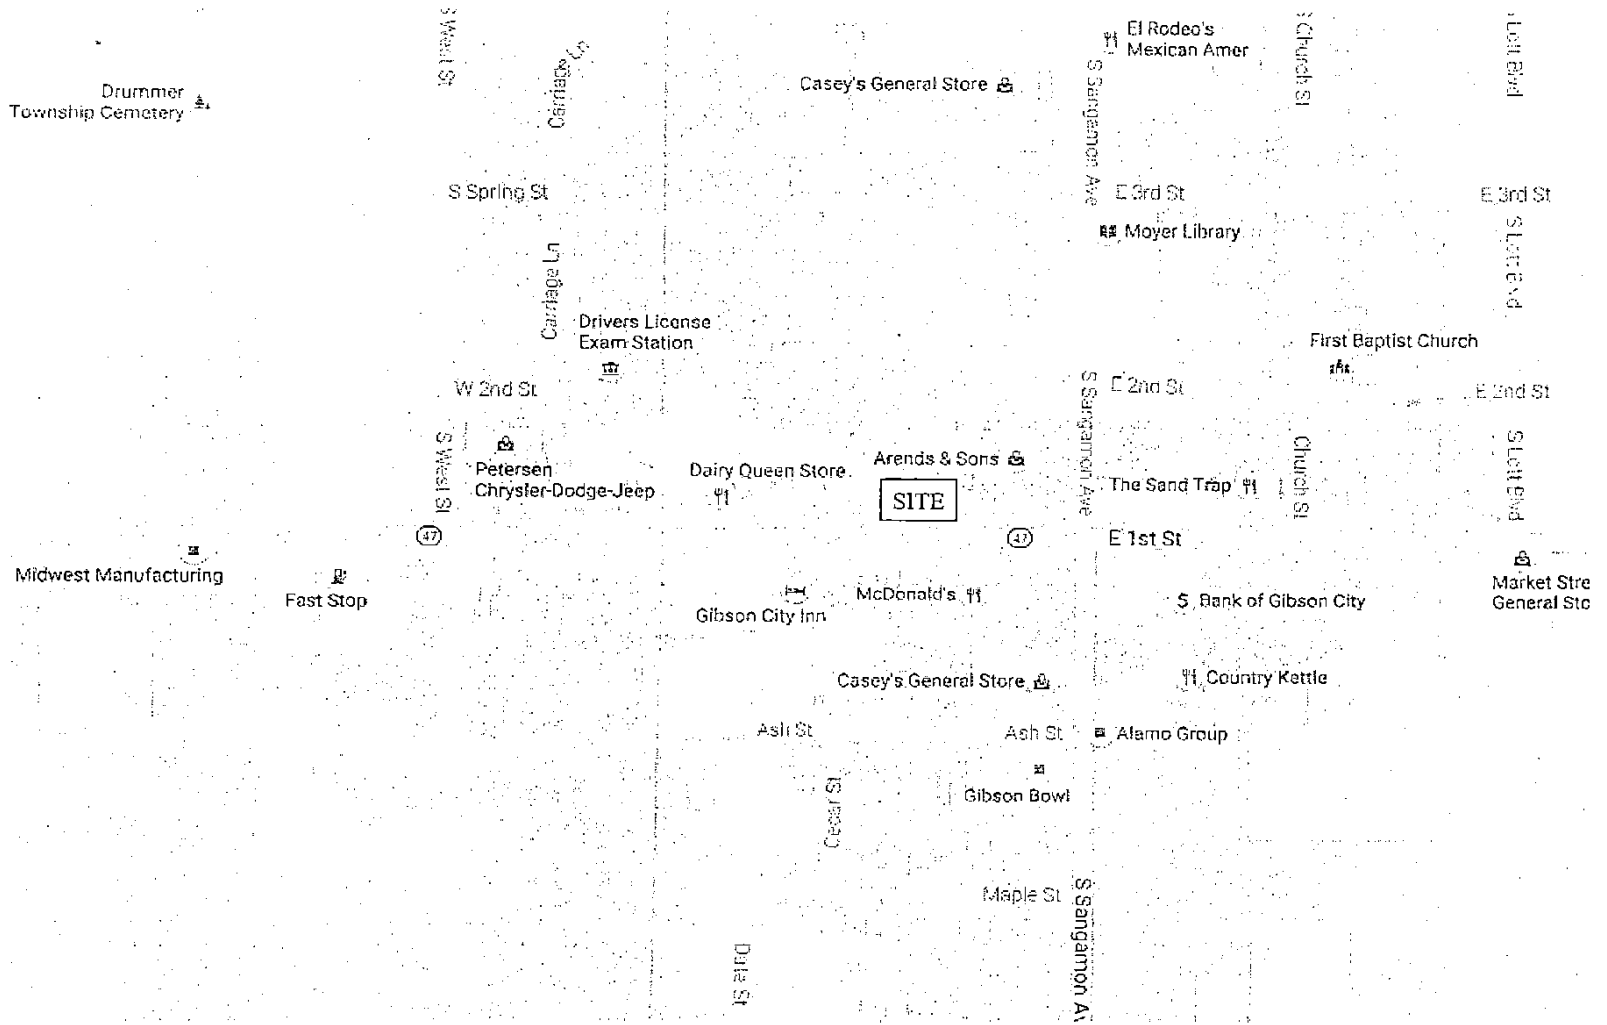 S West St
Carriage Ln
El Rodeo's
Mexican Amer
Church St
Lott Blvd
Casey's General Store
Drummer
Township Cemetery
S Sangamon Ave
S Spring St
E 3rd St
E 3rd St
Moyer Library
S Lott Blvd
Carriage Ln
Drivers License
Exam Station
First Baptist Church
W 2nd St
S Sangamon Ave
E 2nd St
E 2nd St
S West St
Petersen
Chrysler-Dodge-Jeep
Dairy Queen Store
Arends & Sons
SITE
The Sand Trap
Church St
S Lott Blvd
47
47
E 1st St
Midwest Manufacturing
Fast Stop
Gibson City Inn
McDonald's
$ Bank of Gibson City
Market Stre
General Sto
Casey's General Store
Country Kettle
Ash St
Ash St
Alamo Group
Gibson Bowl
Cedar St
Maple St
S Sangamon Av